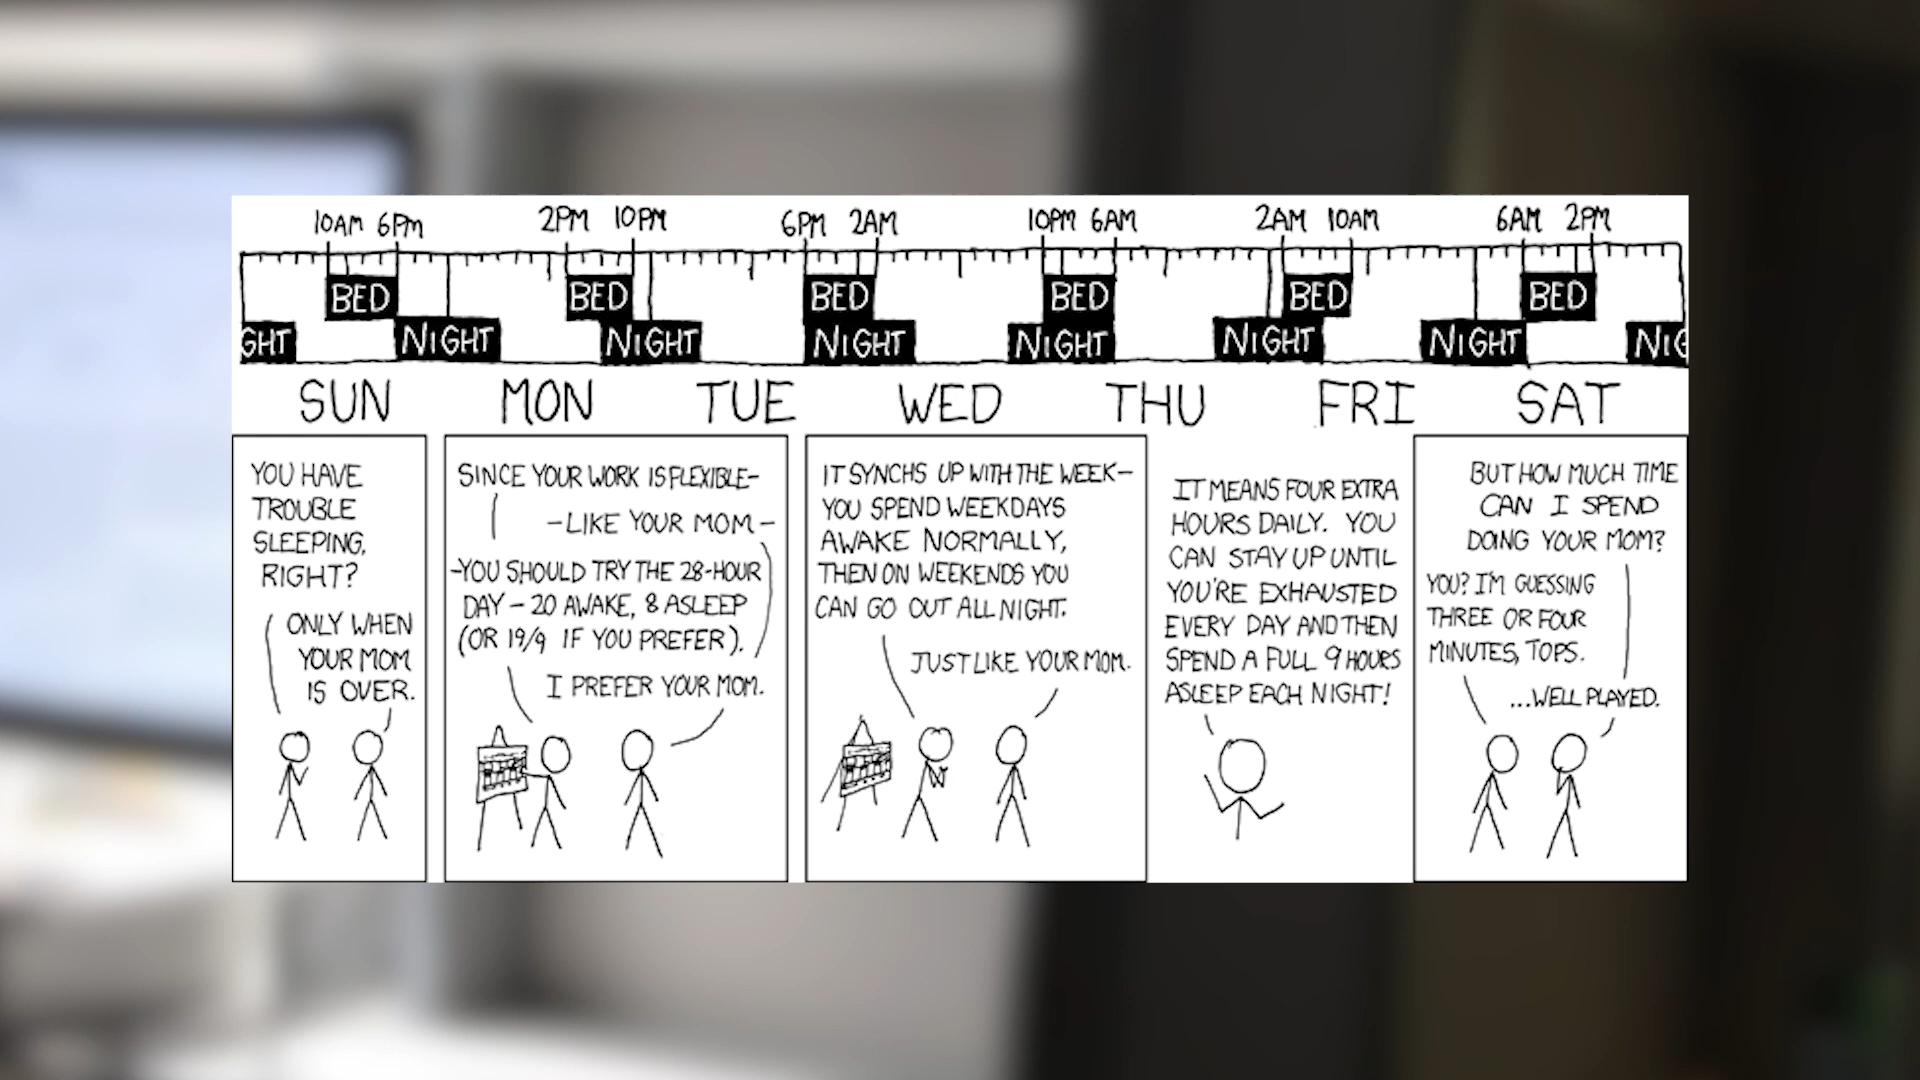 10AM 6PM 2PM 10PM 6PM 2AM 10PM 6AM 2AM 10AM 6AM 2PM
BED BED BED BED BED BED
GHT NIGHT NIGHT NIGHT NIGHT NIGHT NIGHT NIG
SUN MON TUE WED THU FRI SAT
YOU HAVE
TROUBLE
SLEEPING,
RIGHT?
ONLY WHEN
YOUR MOM
IS OVER.
SINCE YOUR WORK IS FLEXIBLE-
-LIKE YOUR MOM-
-YOU SHOULD TRY THE 28-HOUR
DAY - 20 AWAKE, 8 ASLEEP
(OR 19/9 IF YOU PREFER).
I PREFER YOUR MOM.
IT SYNCHS UP WITH THE WEEK-
YOU SPEND WEEKDAYS
AWAKE NORMALLY,
THEN ON WEEKENDS YOU
CAN GO OUT ALL NIGHT.
JUST LIKE YOUR MOM.
IT MEANS FOUR EXTRA
HOURS DAILY. YOU
CAN STAY UP UNTIL
YOU'RE EXHAUSTED
EVERY DAY AND THEN
SPEND A FULL 9 HOURS
ASLEEP EACH NIGHT!
BUT HOW MUCH TIME
CAN I SPEND
DOING YOUR MOM?
YOU? I'M GUESSING
THREE OR FOUR
MINUTES, TOPS.
...WELL PLAYED.